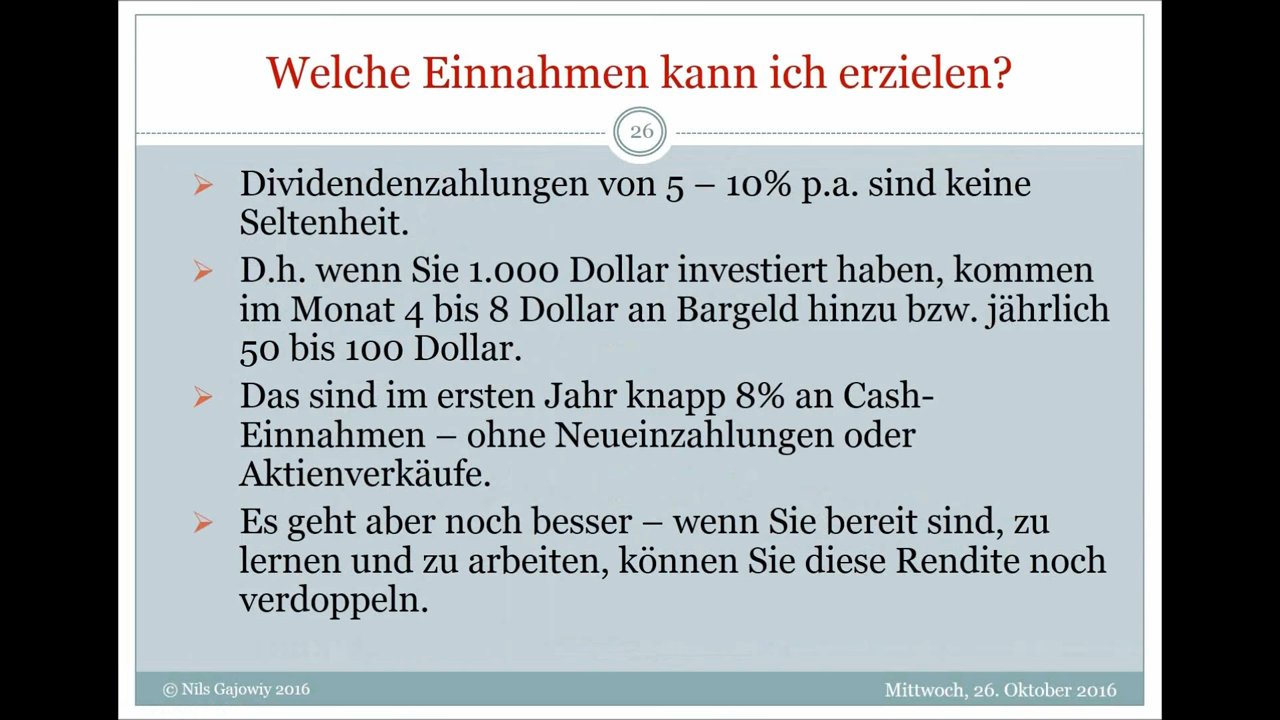 Welche Einnahmen kann ich erzielen?
26
Dividendenzahlungen von 5 – 10% p.a. sind keine
Seltenheit.
D.h. wenn Sie 1.000 Dollar investiert haben, kommen
im Monat 4 bis 8 Dollar an Bargeld hinzu bzw. jährlich
50 bis 100 Dollar.
Das sind im ersten Jahr knapp 8% an Cash-
Einnahmen – ohne Neueinzahlungen oder
Aktienverkäufe.
Es geht aber noch besser – wenn Sie bereit sind, zu
lernen und zu arbeiten, können Sie diese Rendite noch
verdoppeln.
© Nils Gajowiy 2016
Mittwoch, 26. Oktober 2016